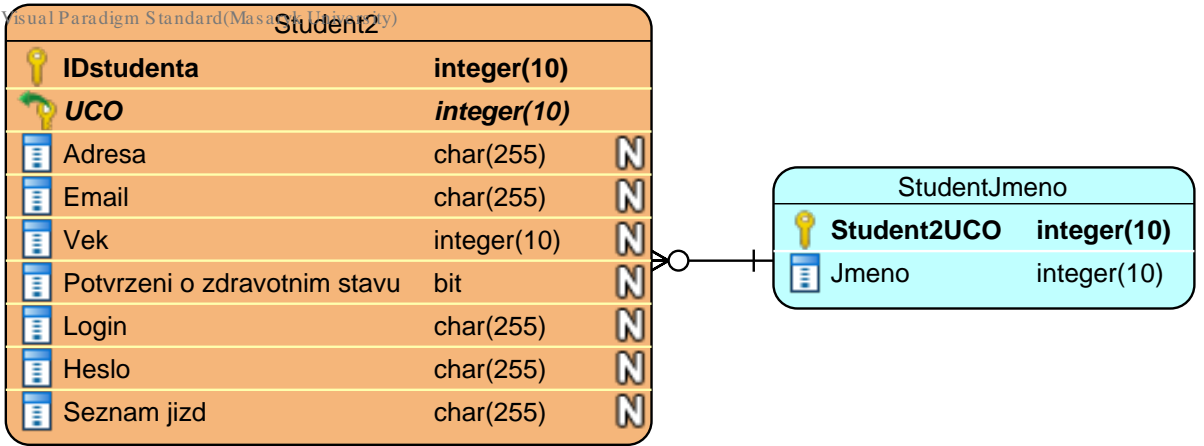 Visual Paradigm Standard(Masaryk University)
Student2
IDstudenta integer(10)
UCO integer(10)
Adresa char(255) N
Email char(255) N
Vek integer(10) N
Potvrzeni o zdravotnim stavu bit N
Login char(255) N
Heslo char(255) N
Seznam jizd char(255) N
StudentJmeno
Student2UCO integer(10)
Jmeno integer(10)